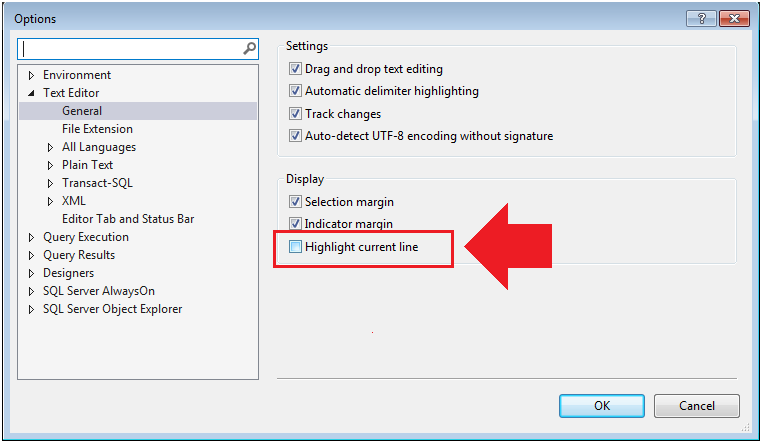 Options
Environment
Text Editor
General
File Extension
All Languages
Plain Text
Transact-SQL
XML
Editor Tab and Status Bar
Query Execution
Query Results
Designers
SQL Server AlwaysOn
SQL Server Object Explorer
Settings
Drag and drop text editing
Automatic delimiter highlighting
Track changes
Auto-detect UTF-8 encoding without signature
Display
Selection margin
Indicator margin
Highlight current line
OK
Cancel